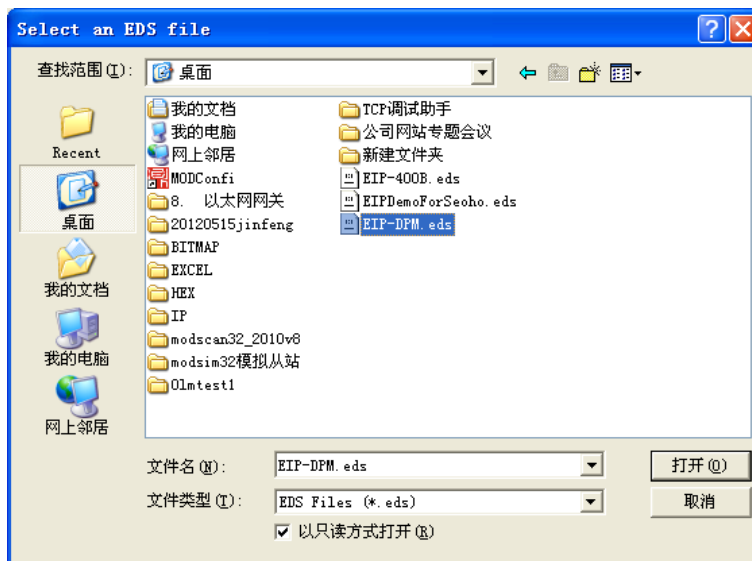 Select an EDS file
查找范围(I):
桌面
Recent
桌面
我的文档
我的电脑
网上邻居
我的文档
我的电脑
网上邻居
MODConfi
8. 以太网网关
20120515jinfeng
BITMAP
EXCEL
HEX
IP
modscan32_2010v8
modsim32模拟从站
Olmtest1
TCP调试助手
公司网站专题会议
新建文件夹
EIP-400B.eds
EIPDemoForSeoho.eds
EIP-DPM.eds
文件名(N):
EIP-DPM.eds
打开(O)
文件类型(T):
EDS Files (*.eds)
取消
以只读方式打开(R)